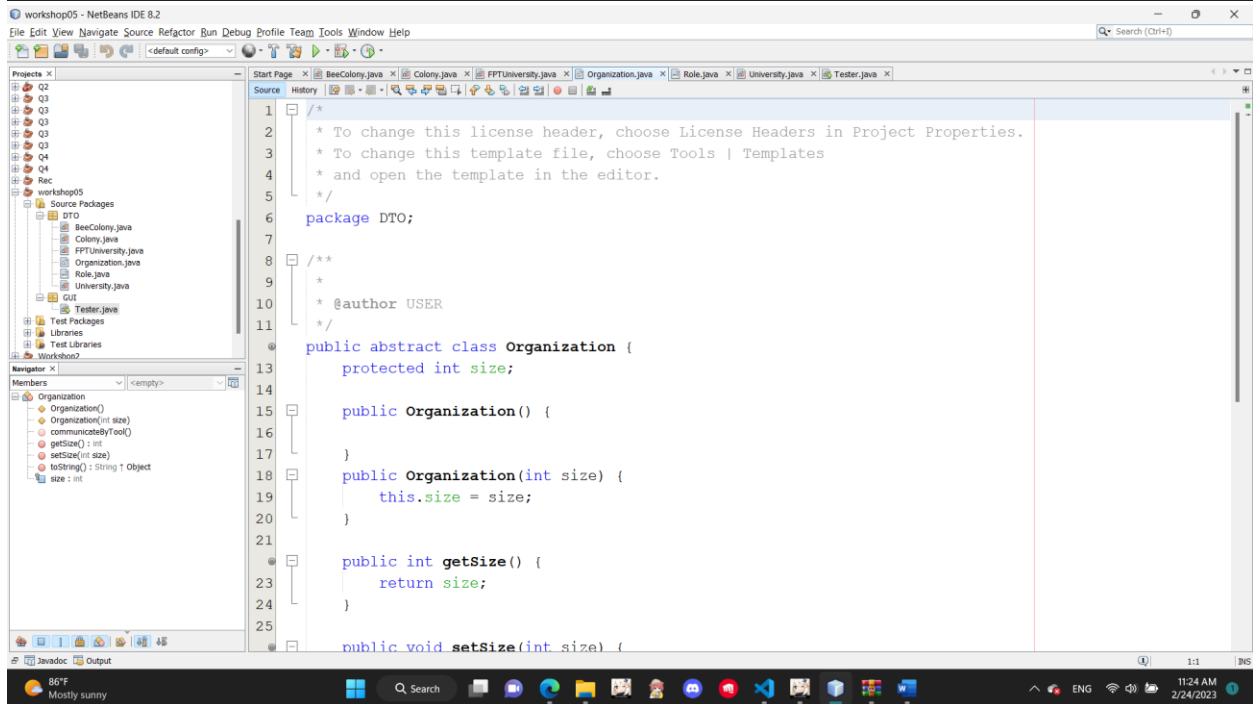 workshop05 - NetBeans IDE 8.2
File Edit View Navigate Source Refactor Run Debug Profile Team Tools Window Help
Search (Ctrl+I)
<default config>
Projects
Q2
Q3
Q3
Q3
Q3
Q3
Q4
Q4
Rec
workshop05
Source Packages
DTO
BeeColony.java
Colony.java
FPTUniversity.java
Organization.java
Role.java
University.java
GUI
Tester.java
Test Packages
Libraries
Test Libraries
Workshop2
Navigator
Members
<empty>
Organization
Organization()
Organization(int size)
communicateByTool()
getSize() : int
setSize(int size)
toString() : String ↑ Object
size : int
Start Page BeeColony.java Colony.java FPTUniversity.java Organization.java Role.java University.java Tester.java
Source History
1 /*
2 * To change this license header, choose License Headers in Project Properties.
3 * To change this template file, choose Tools | Templates
4 * and open the template in the editor.
5 */
6 package DTO;
7
8 /**
9 *
10 * @author USER
11 */
public abstract class Organization {
13 protected int size;
14
15 public Organization() {
16
17 }
18 public Organization(int size) {
19 this.size = size;
20 }
21
public int getSize() {
23 return size;
24 }
25
public void setSize(int size) {
Javadoc Output
1:1 INS
86°F
Mostly sunny
Search
ENG
11:24 AM
2/24/2023
1